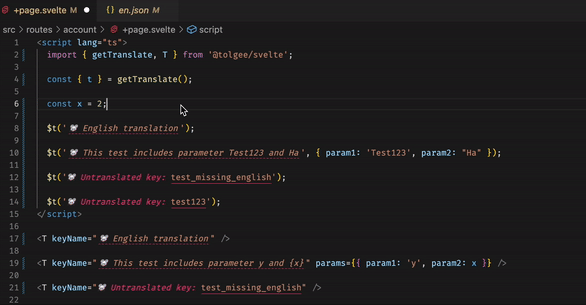 +page.svelte M
{} en.json M
src > routes > account > +page.svelte > script
1 <script lang="ts">
2 import { getTranslate, T } from '@tolgee/svelte';
3
4 const { t } = getTranslate();
5
6 const x = 2;
7
8 $t('English translation');
9
10 $t('This test includes parameter Test123 and Ha', { param1: 'Test123', param2: "Ha" });
11
12 $t('Untranslated key: test_missing_english');
13
14 $t('Untranslated key: test123');
15 </script>
16
17 <T keyName="English translation" />
18
19 <T keyName="This test includes parameter y and {x}" params={{ param1: 'y', param2: x }} />
20
21 <T keyName="Untranslated key: test_missing_english" />
22